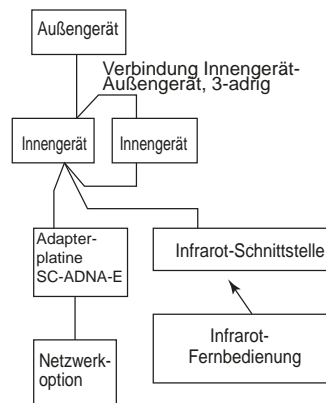 Außengerät
Verbindung Innengerät-
Außengerät, 3-adrig
Innengerät
Innengerät
Adapter-
platine
SC-ADNA-E
Infrarot-Schnittstelle
Netzwerk-
option
Infrarot-
Fernbedienung